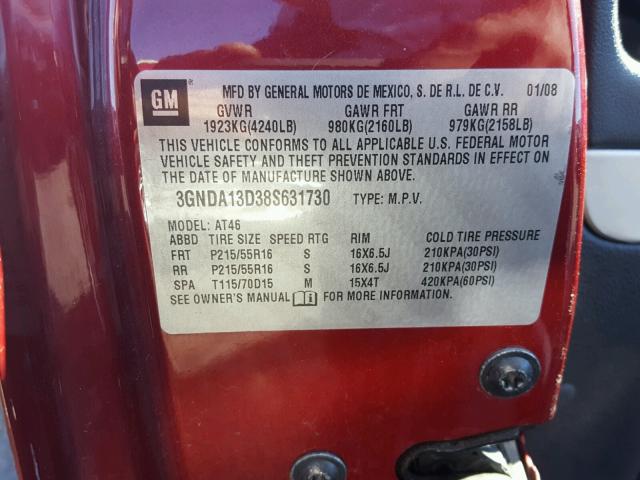 GM
MFD BY GENERAL MOTORS DE MEXICO, S. DE R.L. DE C.V. 01/08
GVWR GAWR FRT GAWR RR
1923KG(4240LB) 980KG(2160LB) 979KG(2158LB)
THIS VEHICLE CONFORMS TO ALL APPLICABLE U.S. FEDERAL MOTOR
VEHICLE SAFETY AND THEFT PREVENTION STANDARDS IN EFFECT ON
THE DATE OF MANUFACTURE SHOWN ABOVE.
3GNDA13D38S631730 TYPE: M.P.V.
MODEL: AT46
ABBD TIRE SIZE SPEED RTG RIM COLD TIRE PRESSURE
FRT P215/55R16 S 16X6.5J 210KPA(30PSI)
RR P215/55R16 S 16X6.5J 210KPA(30PSI)
SPA T115/70D15 M 15X4T 420KPA(60PSI)
SEE OWNER'S MANUAL i FOR MORE INFORMATION.